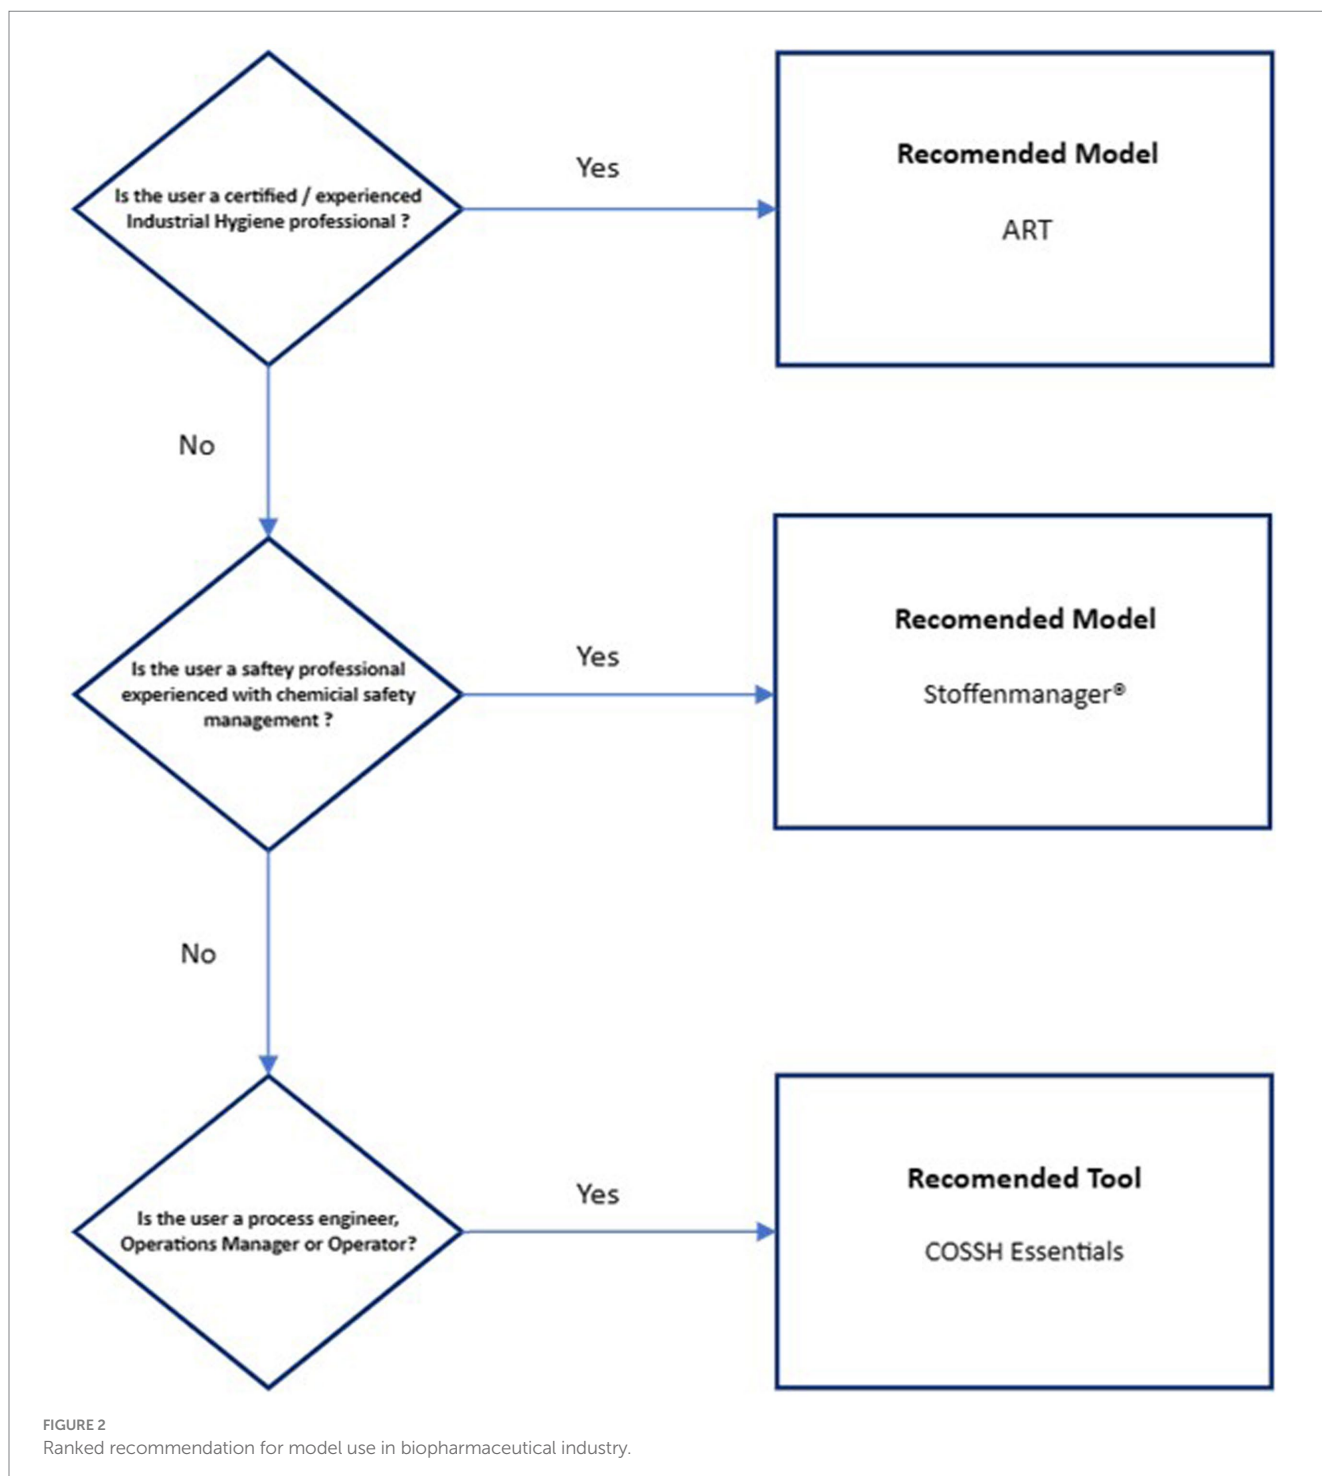 Is the user a certified / experienced
Industrial Hygiene professional ?
Yes
Recomended Model
ART
No
Is the user a saftey professional
experienced with chemicial safety
management ?
Yes
Recomended Model
Stoffenmanager®
No
Is the user a process engineer,
Operations Manager or Operator?
Yes
Recomended Tool
COSSH Essentials
FIGURE 2
Ranked recommendation for model use in biopharmaceutical industry.